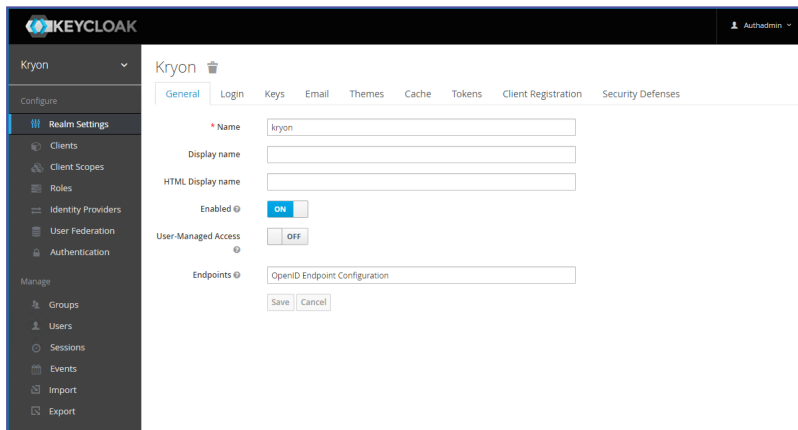 KEYCLOAK
Authadmin
Kryon
Configure
Realm Settings
Clients
Client Scopes
Roles
Identity Providers
User Federation
Authentication
Manage
Groups
Users
Sessions
Events
Import
Export
Kryon
General Login Keys Email Themes Cache Tokens Client Registration Security Defenses
* Name kryon
Display name
HTML Display name
Enabled ON
User-Managed Access OFF
Endpoints OpenID Endpoint Configuration
Save Cancel